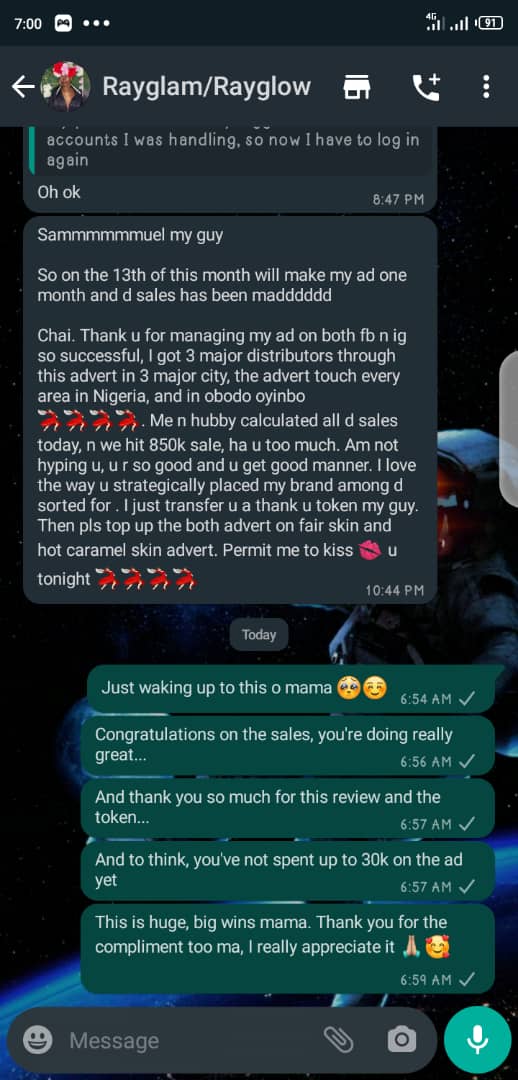 7:00
4G
91
Rayglam/Rayglow
accounts I was handling, so now I have to log in
again
Oh ok
8:47 PM
Sammmmmmuel my guy
So on the 13th of this month will make my ad one
month and d sales has been madddddd
Chai. Thank u for managing my ad on both fb n ig
so successful, I got 3 major distributors through
this advert in 3 major city, the advert touch every
area in Nigeria, and in obodo oyinbo
💃💃💃💃. Me n hubby calculated all d sales
today, n we hit 850k sale, ha u too much. Am not
hyping u, u r so good and u get good manner. I love
the way u strategically placed my brand among d
sorted for . I just transfer u a thank u token my guy.
Then pls top up the both advert on fair skin and
hot caramel skin advert. Permit me to kiss 💋 u
tonight 💃💃💃💃
10:44 PM
Today
Just waking up to this o mama 🥺☺️
6:54 AM
Congratulations on the sales, you're doing really
great...
6:56 AM
And thank you so much for this review and the
token...
6:57 AM
And to think, you've not spent up to 30k on the ad
yet
6:57 AM
This is huge, big wins mama. Thank you for the
compliment too ma, I really appreciate it 🙏🏼🥰
6:59 AM
Message